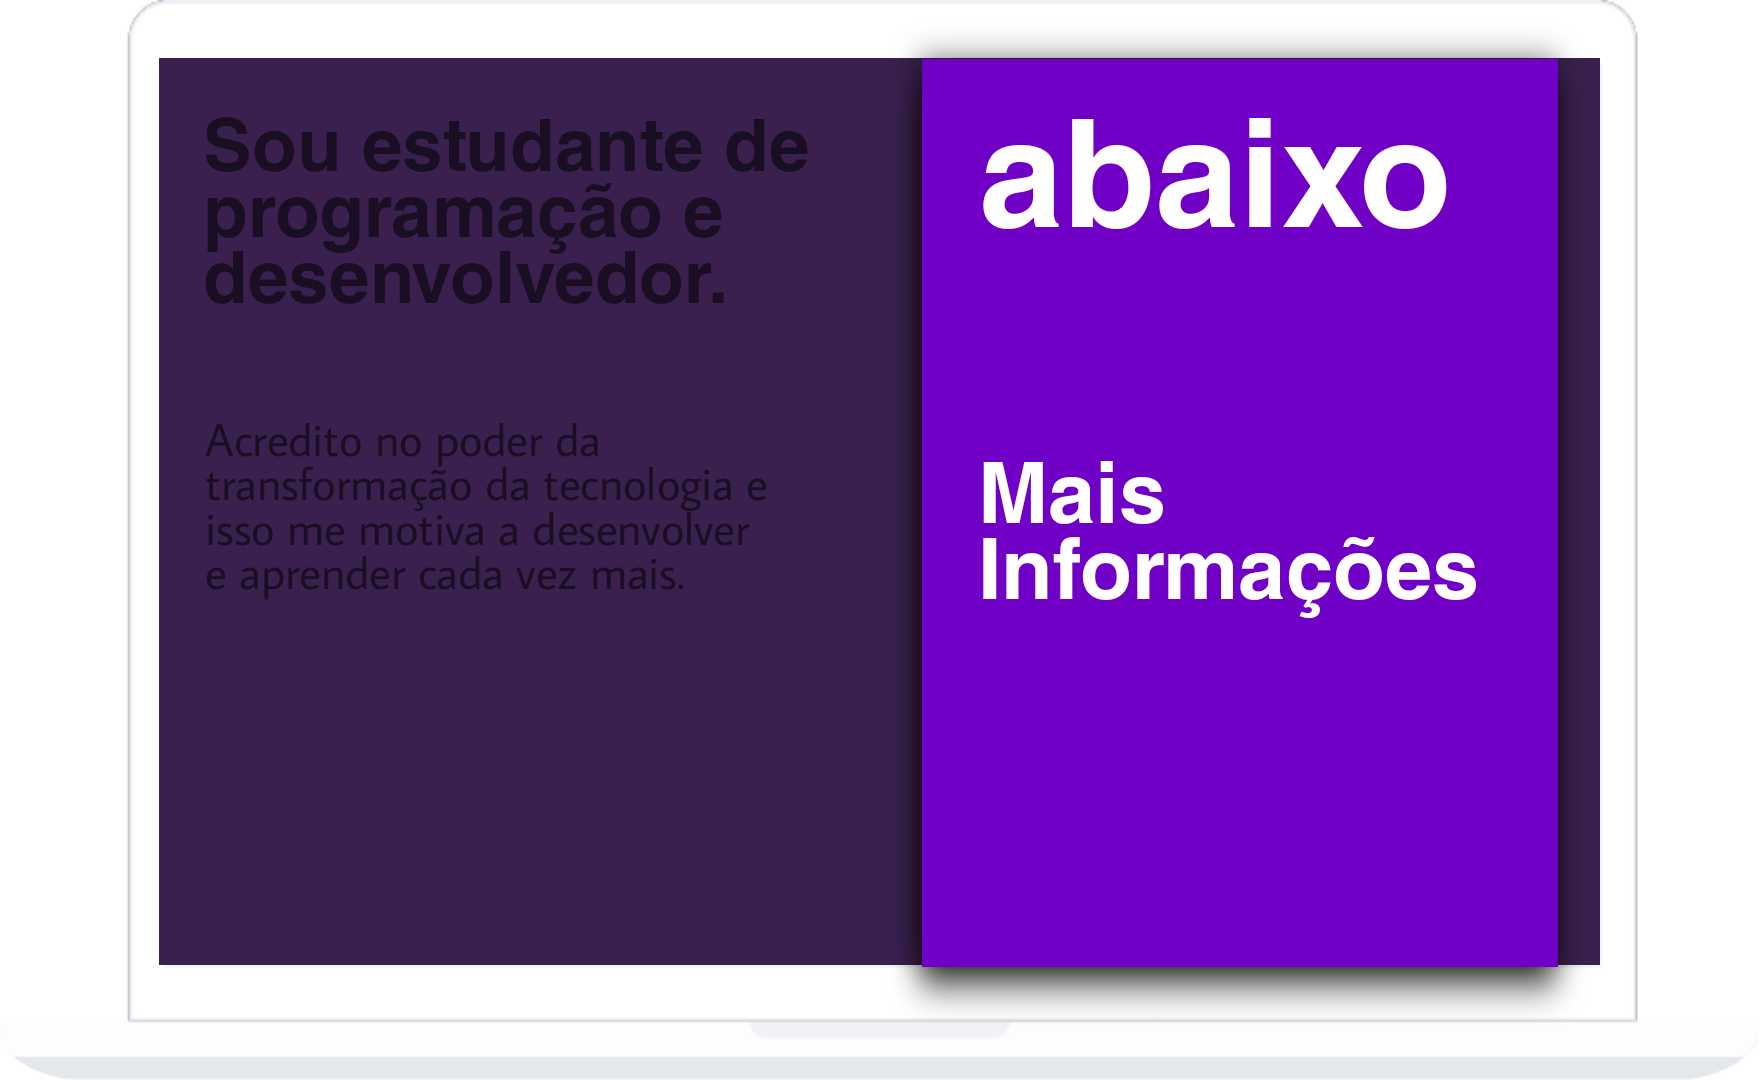 Sou estudante de
programação e
desenvolvedor.
Acredito no poder da
transformação da tecnologia e
isso me motiva a desenvolver
e aprender cada vez mais.
abaixo
Mais
Informações